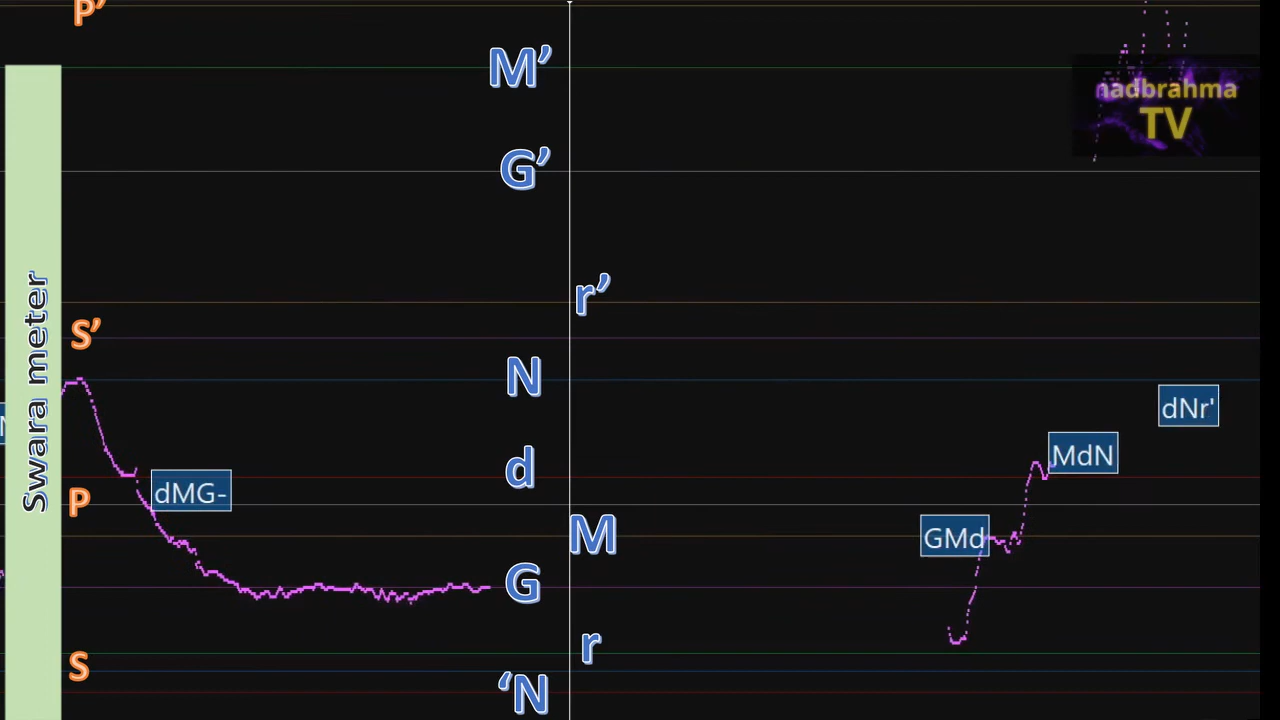 P’
M’
nadbrahma
TV
G’
Swara meter
r’
S’
N
dNr'
MdN
d
dMG-
P
GMd
M
G
r
S
‘N